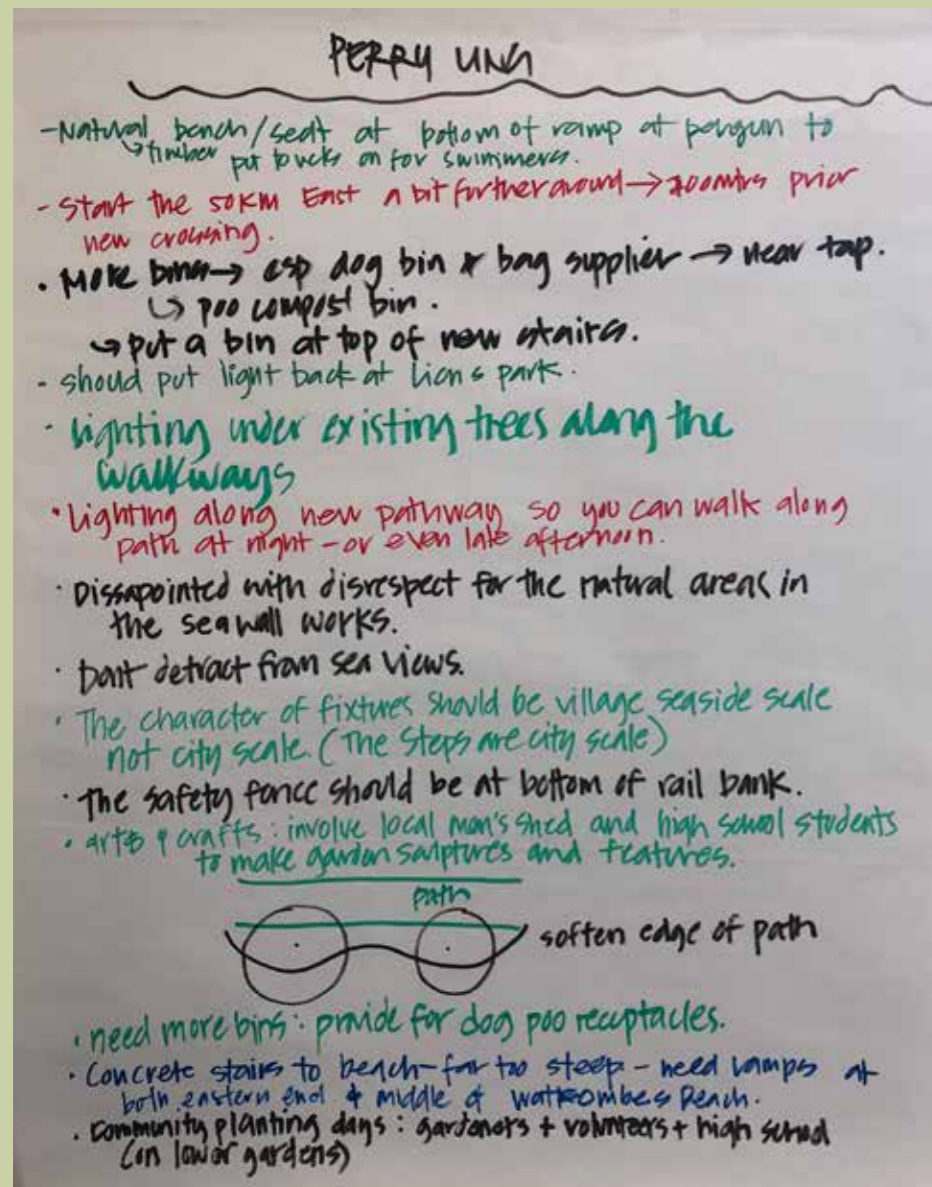 PERRY UNG
- Natural bench/seat at bottom of ramp at penguin to
↳ timber put towels on for swimmers.
- Start the 50KM East a bit further around → 200mtrs prior
new crossing.
• More bins → esp dog bin & bag supplier → near tap.
↳ poo compost bin.
↳ put a bin at top of new stairs.
- should put light back at Lions park.
• Lighting under existing trees along the
walkways
• Lighting along new pathway so you can walk along
path at night - or even late afternoon.
• Dissapointed with disrespect for the natural areas in
the seawall works.
• Dont detract from sea views.
• The character of fixtures should be village seaside scale
not city scale. (The steps are city scale)
• The safety fence should be at bottom of rail bank.
• arts & crafts: involve local men's shed and high school students
to make garden sculptures and features.
path
soften edge of path
• need more bins: provide for dog poo receptacles.
• Concrete stairs to beach - far too steep - need ramps at
both eastern end & middle of Beach.
• Community planting days: gardeners + volunteers + high school
(on lower gardens)